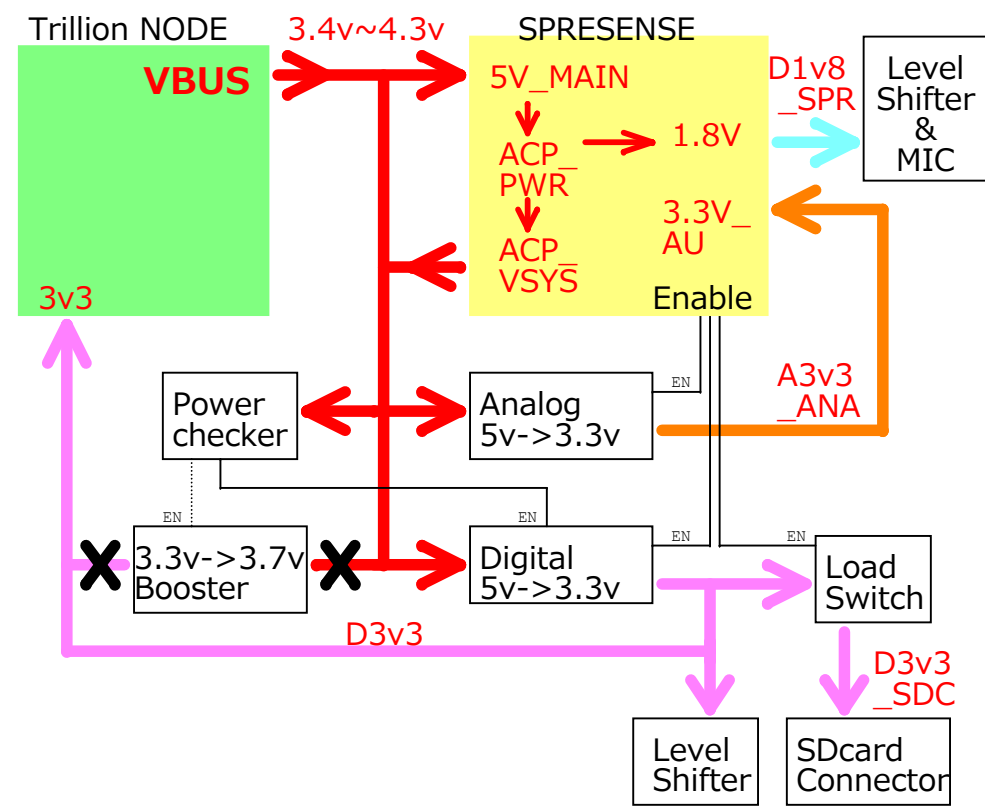 Trillion NODE
3.4v~4.3v
SPRESENSE
VBUS
5V_MAIN
ACP_
PWR
1.8V
ACP_
VSYS
3.3V_
AU
D1v8
_SPR
Level
Shifter
&
MIC
3v3
Enable
Power
checker
Analog
5v->3.3v
EN
A3v3
_ANA
EN
3.3v->3.7v
Booster
EN
Digital
5v->3.3v
EN
EN
Load
Switch
D3v3
D3v3
_SDC
Level
Shifter
SDcard
Connector